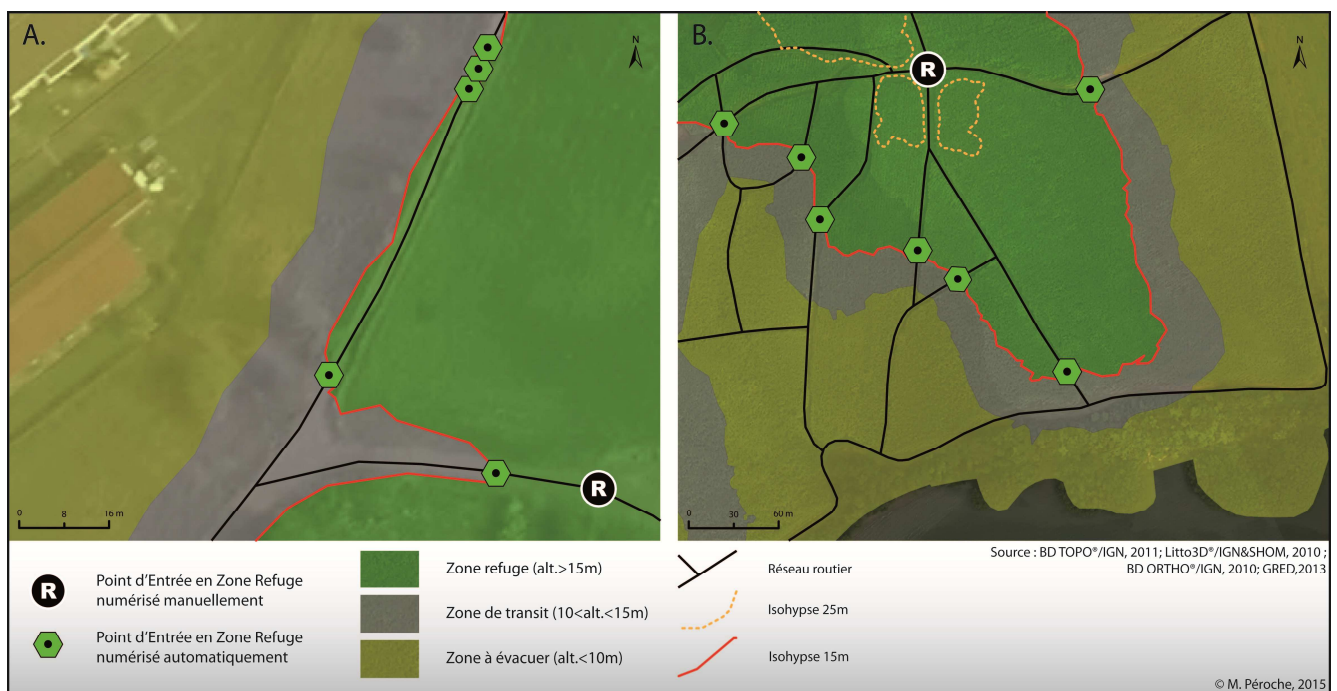 A.
N
0 8 16 m
B.
R
N
0 30 60 m
R
R
Point d'Entrée en Zone Refuge
numérisé manuellement
Point d'Entrée en Zone Refuge
numérisé automatiquement
Zone refuge (alt.>15m)
Zone de transit (10<alt.<15m)
Zone à évacuer (alt.<10m)
Réseau routier
Isohypse 25m
Isohypse 15m
Source : BD TOPO®/IGN, 2011; Litto3D®/IGN&SHOM, 2010 ;
BD ORTHO®/IGN, 2010; GRED,2013
© M. Péroche, 2015